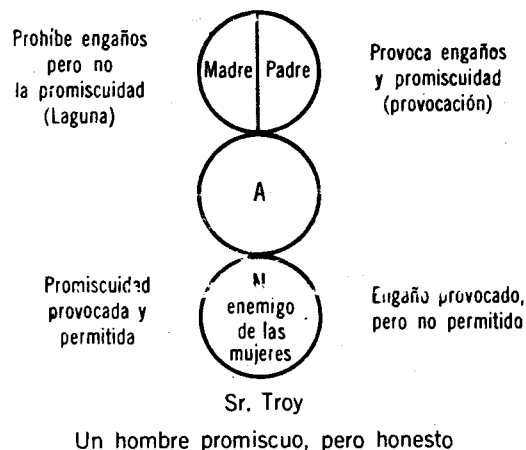 Prohíbe engaños
pero no
la promiscuidad
(Laguna)
Madre
Padre
Provoca engaños
y promiscuidad
(provocación)
A
Promiscuidad
provocada y
permitida
N
enemigo
de las
mujeres
Engaño provocado,
pero no permitido
Sr. Troy
Un hombre promiscuo, pero honesto